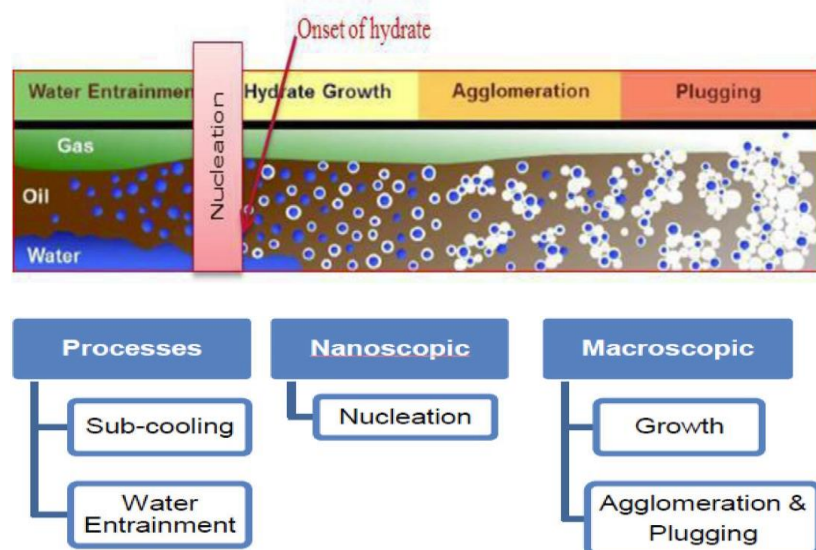 Onset of hydrate
Water Entrainmen
Nucleation
Hydrate Growth
Agglomeration
Plugging
Gas
Oil
Water
Processes
Nanoscopic
Macroscopic
Sub-cooling
Nucleation
Growth
Water
Entrainment
Agglomeration &
Plugging